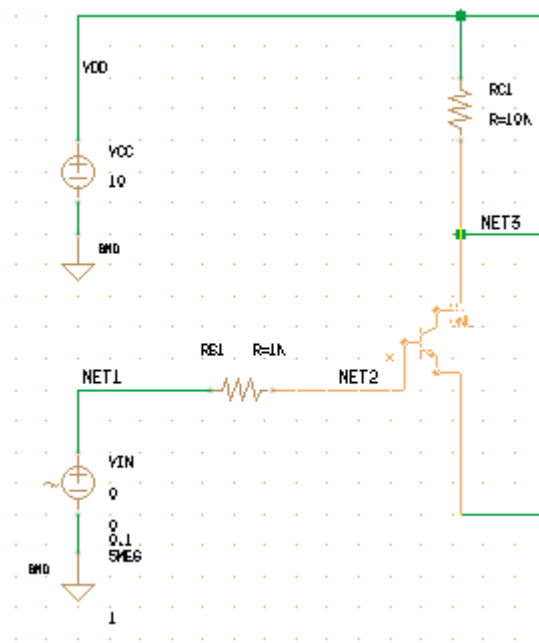 VDD
RC1
R=10K
VCC
10
NET3
GND
RB1 R=1K
NET1
NET2
VIN
0
0
0.1
5MEG
GND
1